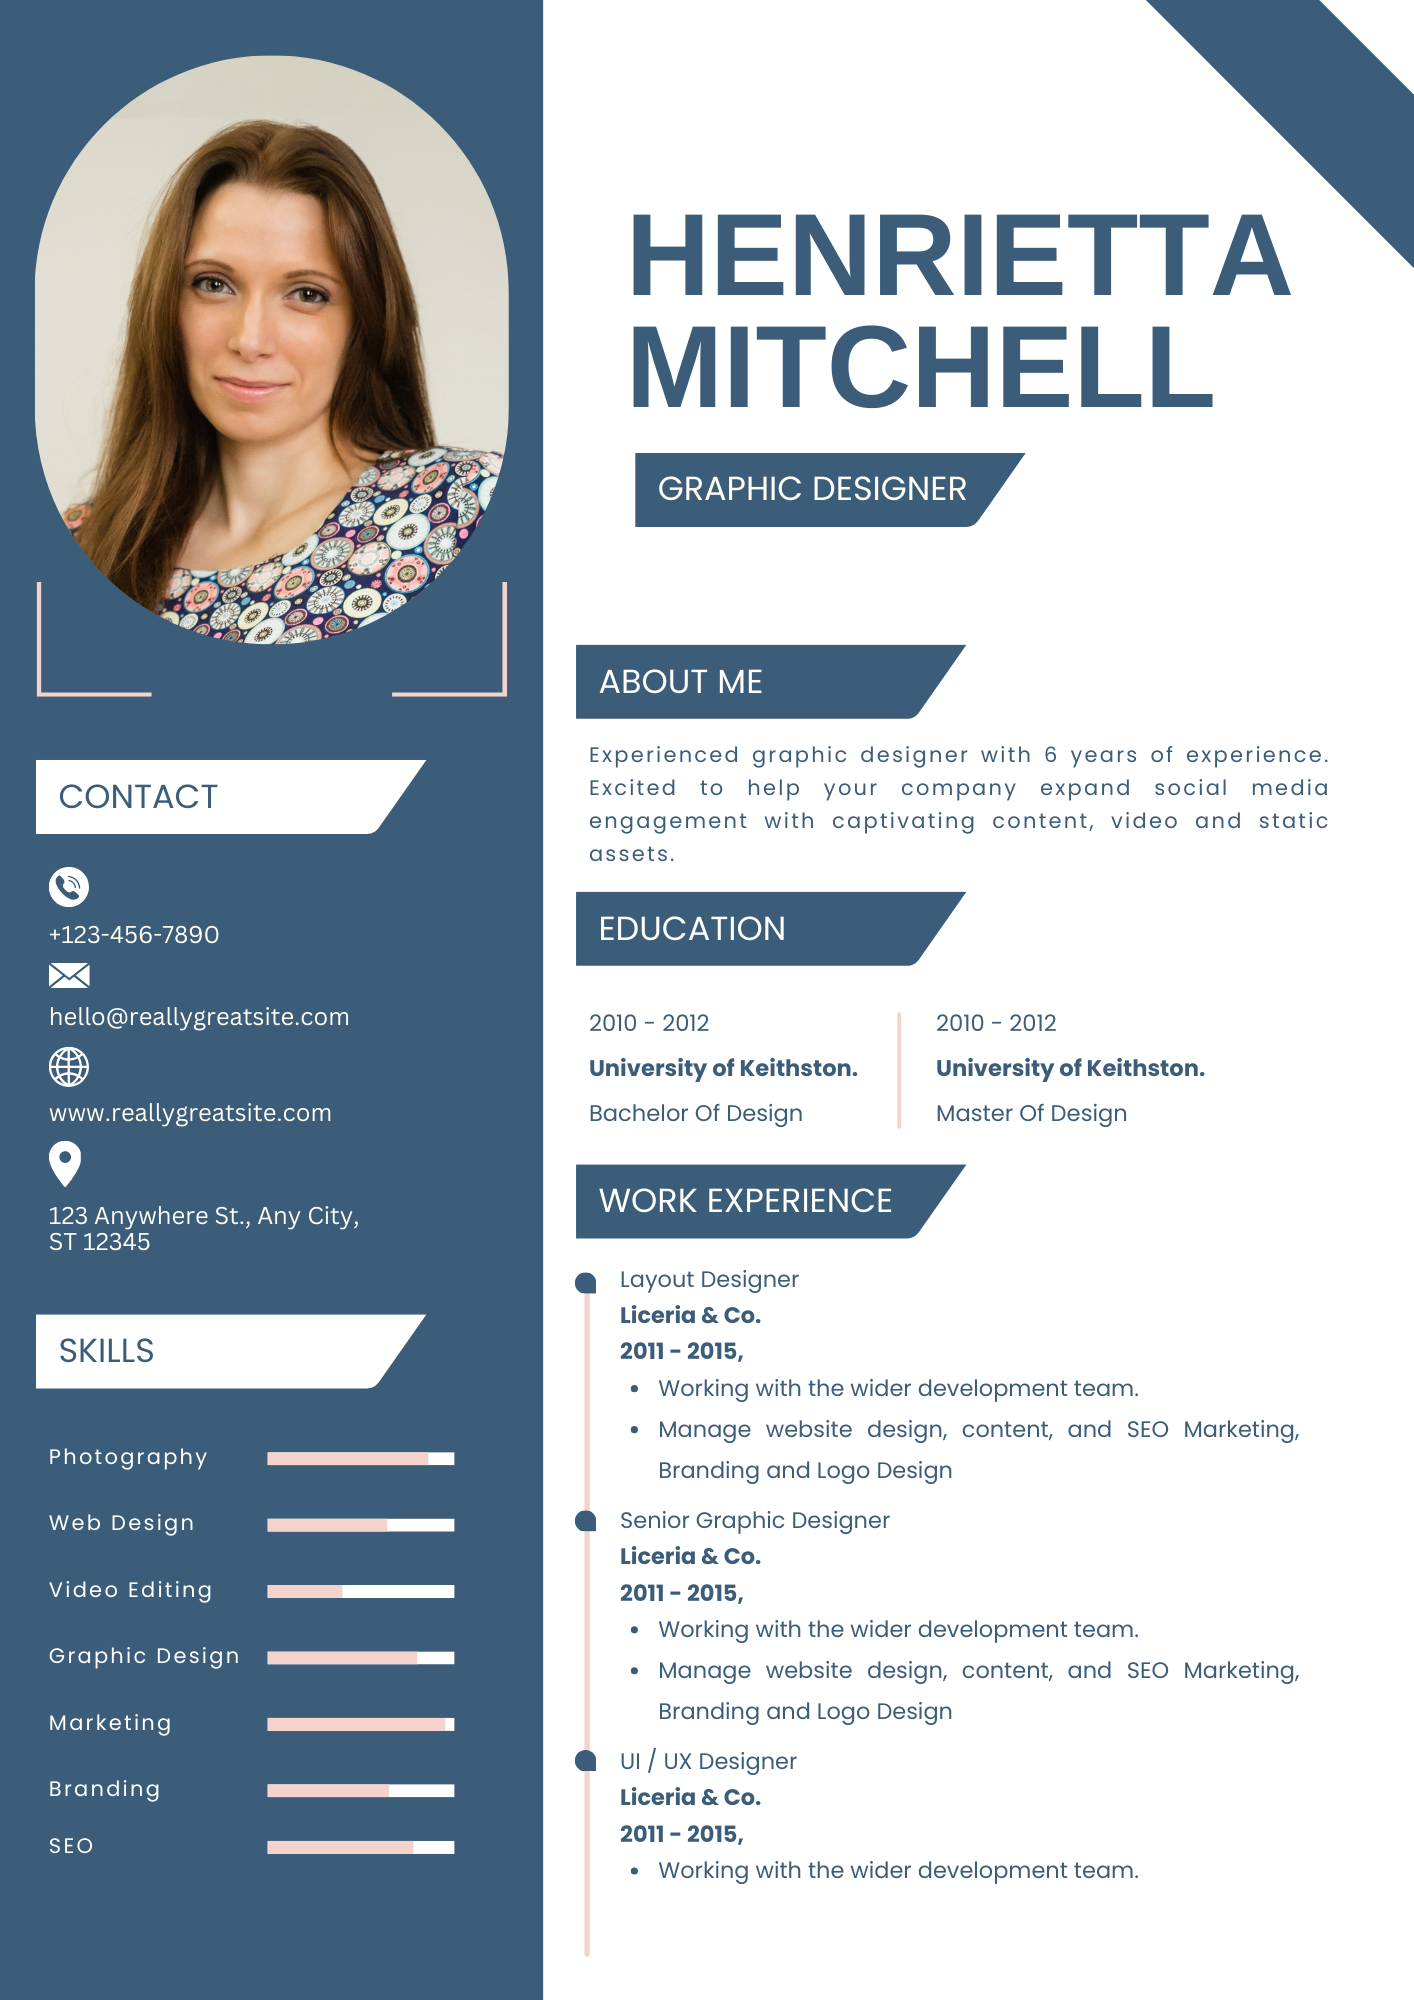 HENRIETTA
MITCHELL
GRAPHIC DESIGNER
CONTACT
+123-456-7890
hello@reallygreatsite.com
www.reallygreatsite.com
123 Anywhere St., Any City,
ST 12345
SKILLS
Photography
Web Design
Video Editing
Graphic Design
Marketing
Branding
SEO
ABOUT ME
Experienced graphic designer with 6 years of experience.
Excited to help your company expand social media
engagement with captivating content, video and static
assets.
EDUCATION
2010 - 2012
University of Keithston.
Bachelor Of Design
2010 - 2012
University of Keithston.
Master Of Design
WORK EXPERIENCE
Layout Designer
Liceria & Co.
2011 - 2015,
• Working with the wider development team.
• Manage website design, content, and SEO Marketing,
Branding and Logo Design
Senior Graphic Designer
Liceria & Co.
2011 - 2015,
• Working with the wider development team.
• Manage website design, content, and SEO Marketing,
Branding and Logo Design
UI / UX Designer
Liceria & Co.
2011 - 2015,
• Working with the wider development team.